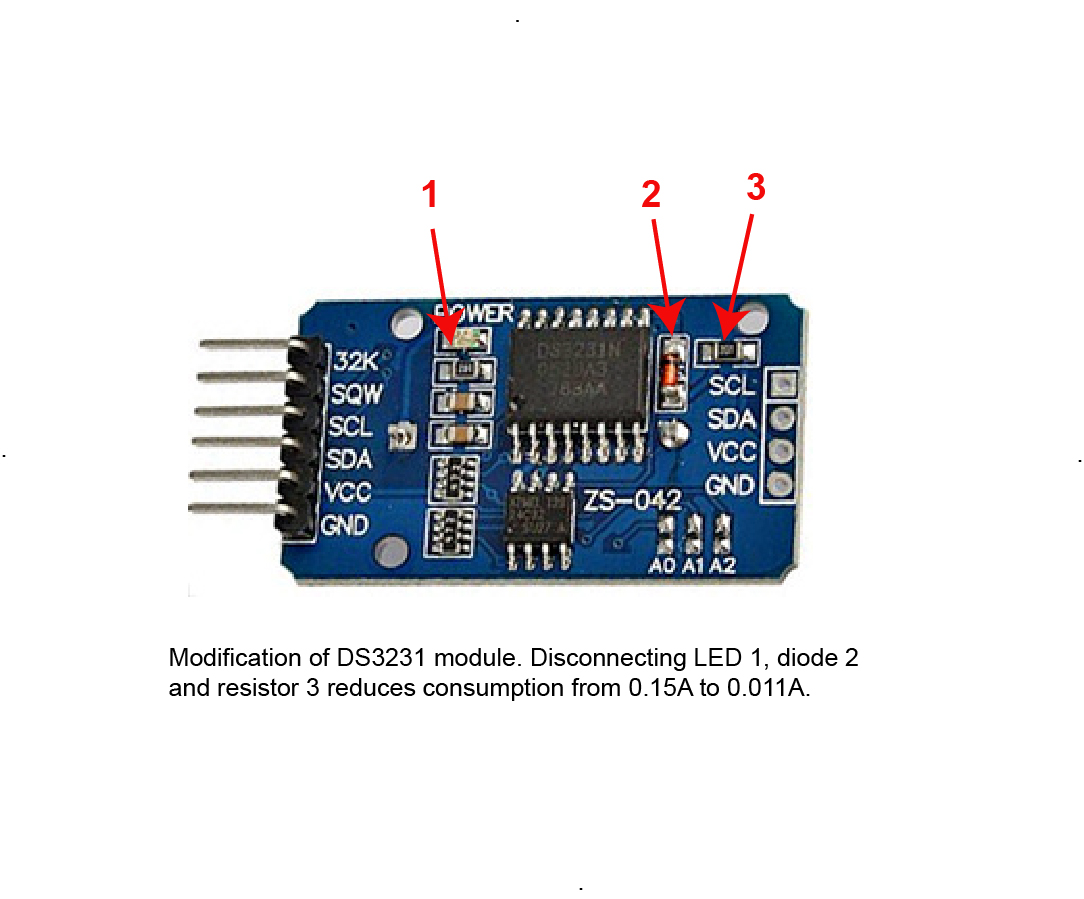 1
2
3
POWER
DS3231N
32K
SQW
SCL
SDA
VCC
GND
SCL
SDA
VCC
GND
ZS-042
A0 A1 A2
Modification of DS3231 module. Disconnecting LED 1, diode 2
and resistor 3 reduces consumption from 0.15A to 0.011A.